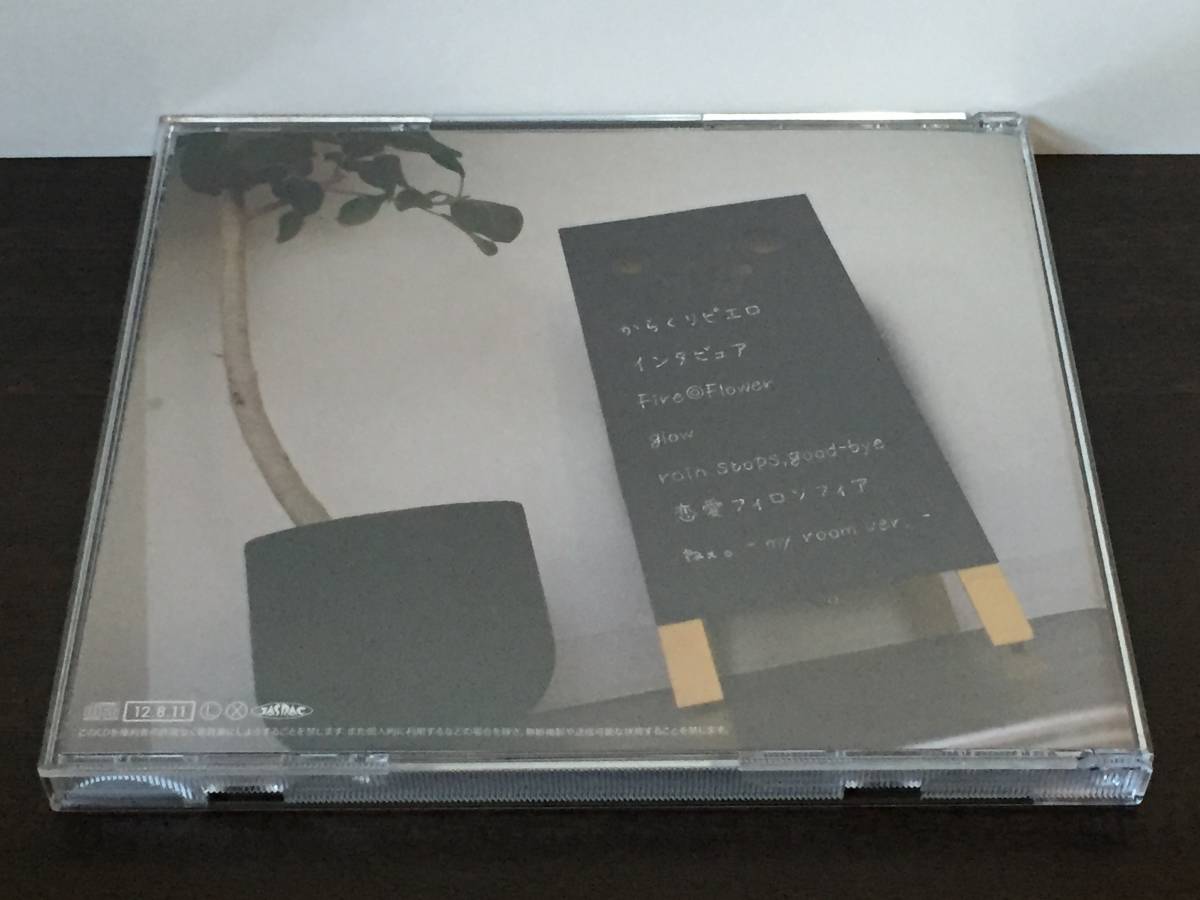 からくりピエロ
インタビュア
Fire◎Flower
glow
rain stops,good-bye
恋愛フィロソフィア
ねぇ。- my room ver. -
12.8.11
L X JASRAC